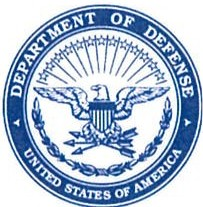 DEPARTMENT OF DEFENSE
UNITED STATES OF AMERICA